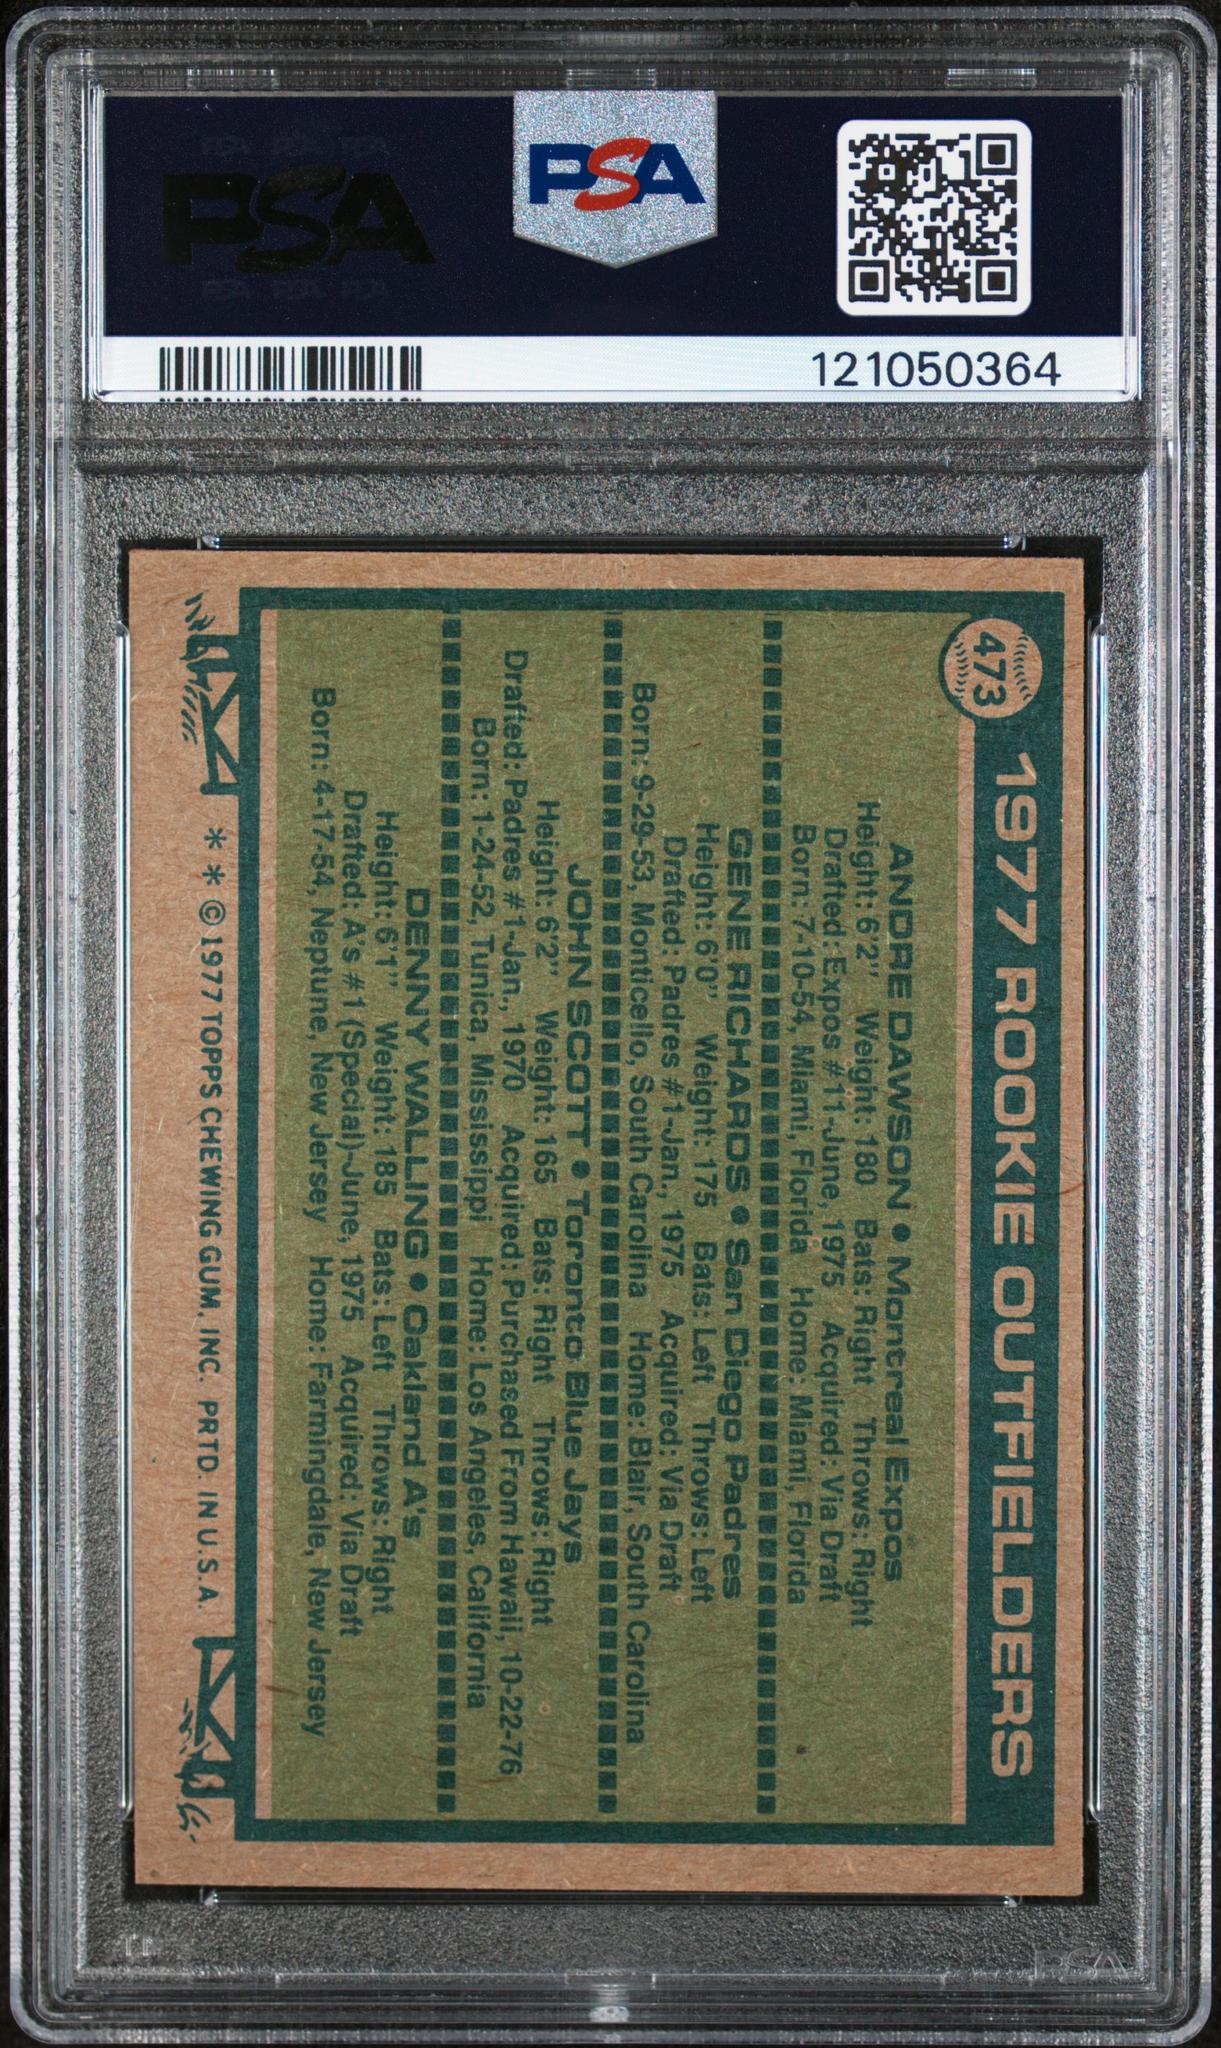 PSA PSA PSA
PSA
PSA PSA PSA
PSA
121050364
473
1977 ROOKIE OUTFIELDERS
ANDRE DAWSON • Montreal Expos
Height: 6'2" Weight: 180 Bats: Right Throws: Right
Drafted: Expos #11-June, 1975 Acquired: Via Draft
Born: 7-10-54, Miami, Florida Home: Miami, Florida
GENE RICHARDS • San Diego Padres
Height: 6'0" Weight: 175 Bats: Left Throws: Left
Drafted: Padres #1-Jan., 1975 Acquired: Via Draft
Born: 9-29-53, Monticello, South Carolina Home: Blair, South Carolina
JOHN SCOTT • Toronto Blue Jays
Height: 6'2" Weight: 165 Bats: Right Throws: Right
Drafted: Padres #1-Jan., 1970 Acquired: Purchased From Hawaii, 10-22-76
Born: 1-24-52, Tunica, Mississippi Home: Los Angeles, California
DENNY WALLING • Oakland A's
Height: 6'1" Weight: 185 Bats: Left Throws: Right
Drafted: A's #1 (Special)-June, 1975 Acquired: Via Draft
Born: 4-17-54, Neptune, New Jersey Home: Farmingdale, New Jersey
* * © 1977 TOPPS CHEWING GUM, INC. PRTD. IN U.S.A.
PSA